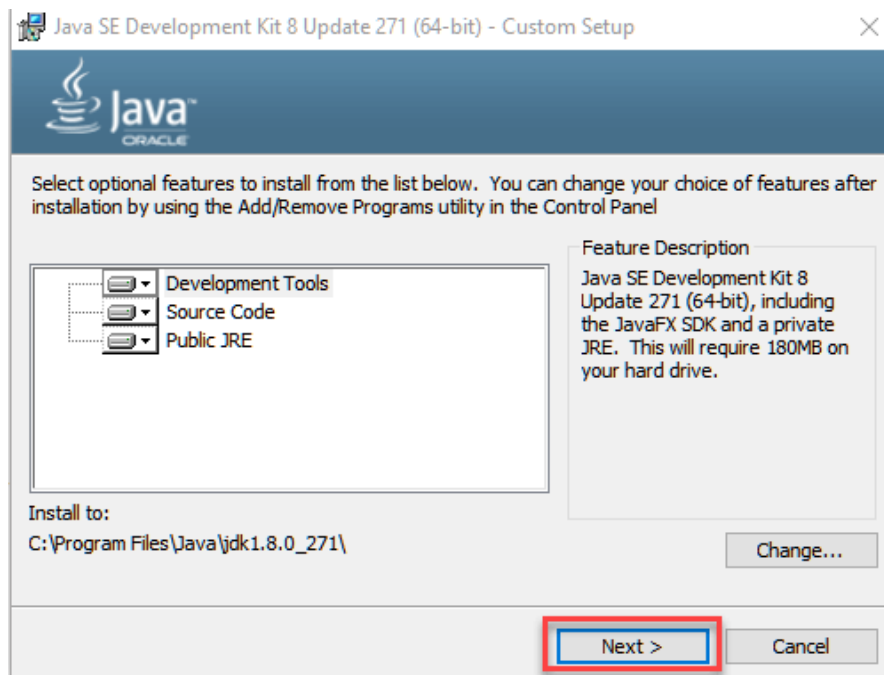 Java SE Development Kit 8 Update 271 (64-bit) - Custom Setup
Java™
ORACLE
Select optional features to install from the list below. You can change your choice of features after
installation by using the Add/Remove Programs utility in the Control Panel
Development Tools
Source Code
Public JRE
Feature Description
Java SE Development Kit 8
Update 271 (64-bit), including
the JavaFX SDK and a private
JRE. This will require 180MB on
your hard drive.
Install to:
C:\Program Files\Java\jdk1.8.0_271\
Change...
Next >
Cancel